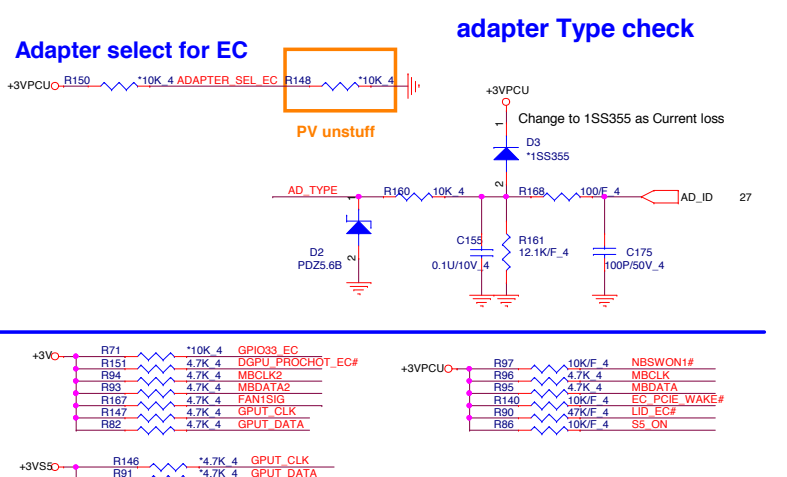 adapter Type check
Adapter select for EC
+3VPCU R150 *10K_4 ADAPTER_SEL_EC R148 *10K_4
PV unstuff
+3VPCU
Change to 1SS355 as Current loss
1
D3
*1SS355
2
AD_TYPE 1 R160 10K_4 R168 100/F_4 AD_ID 27
D2
PDZ5.6B
2
C155
0.1U/10V_4
R161
12.1K/F_4
C175
100P/50V_4
+3V
R71 *10K_4 GPIO33_EC
R151 4.7K_4 DGPU_PROCHOT_EC#
R94 4.7K_4 MBCLK2
R93 4.7K_4 MBDATA2
R167 4.7K_4 FAN1SIG
R147 4.7K_4 GPUT_CLK
R82 4.7K_4 GPUT_DATA
+3VPCU
R97 10K/F_4 NBSWON1#
R96 4.7K_4 MBCLK
R95 4.7K_4 MBDATA
R140 10K/F_4 EC_PCIE_WAKE#
R90 47K/F_4 LID_EC#
R86 10K/F_4 S5_ON
+3VS5
R146 *4.7K_4 GPUT_CLK
R91 *4.7K_4 GPUT_DATA